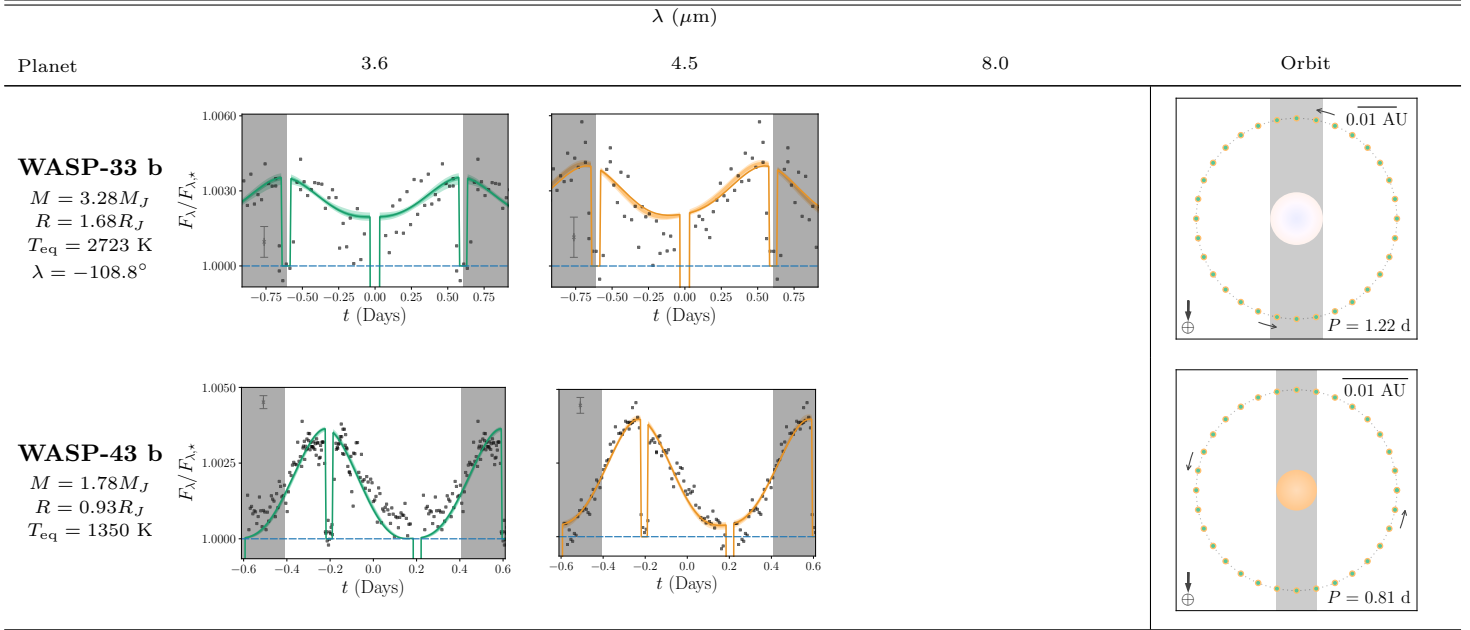 λ (μm)
Planet 3.6 4.5 8.0 Orbit
WASP-33 b
M = 3.28M_J
R = 1.68R_J
T_eq = 2723 K
λ = −108.8°
F_λ/F_λ,⋆
1.0060
1.0030
1.0000
−0.75 −0.50 −0.25 0.00 0.25 0.50 0.75
t (Days)
−0.75 −0.50 −0.25 0.00 0.25 0.50 0.75
t (Days)
0.01 AU
⊕
P = 1.22 d
WASP-43 b
M = 1.78M_J
R = 0.93R_J
T_eq = 1350 K
F_λ/F_λ,⋆
1.0050
1.0025
1.0000
−0.6 −0.4 −0.2 0.0 0.2 0.4 0.6
t (Days)
−0.6 −0.4 −0.2 0.0 0.2 0.4 0.6
t (Days)
0.01 AU
⊕
P = 0.81 d